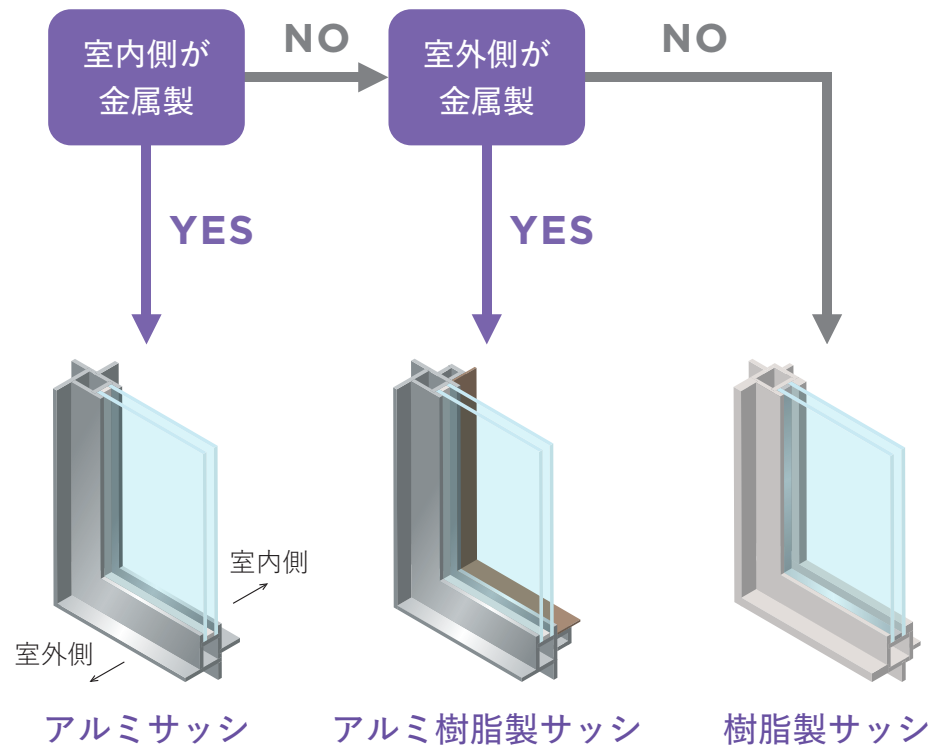 室内側が
金属製
NO
室外側が
金属製
NO
YES
YES
室内側
室外側
アルミサッシ
アルミ樹脂製サッシ
樹脂製サッシ